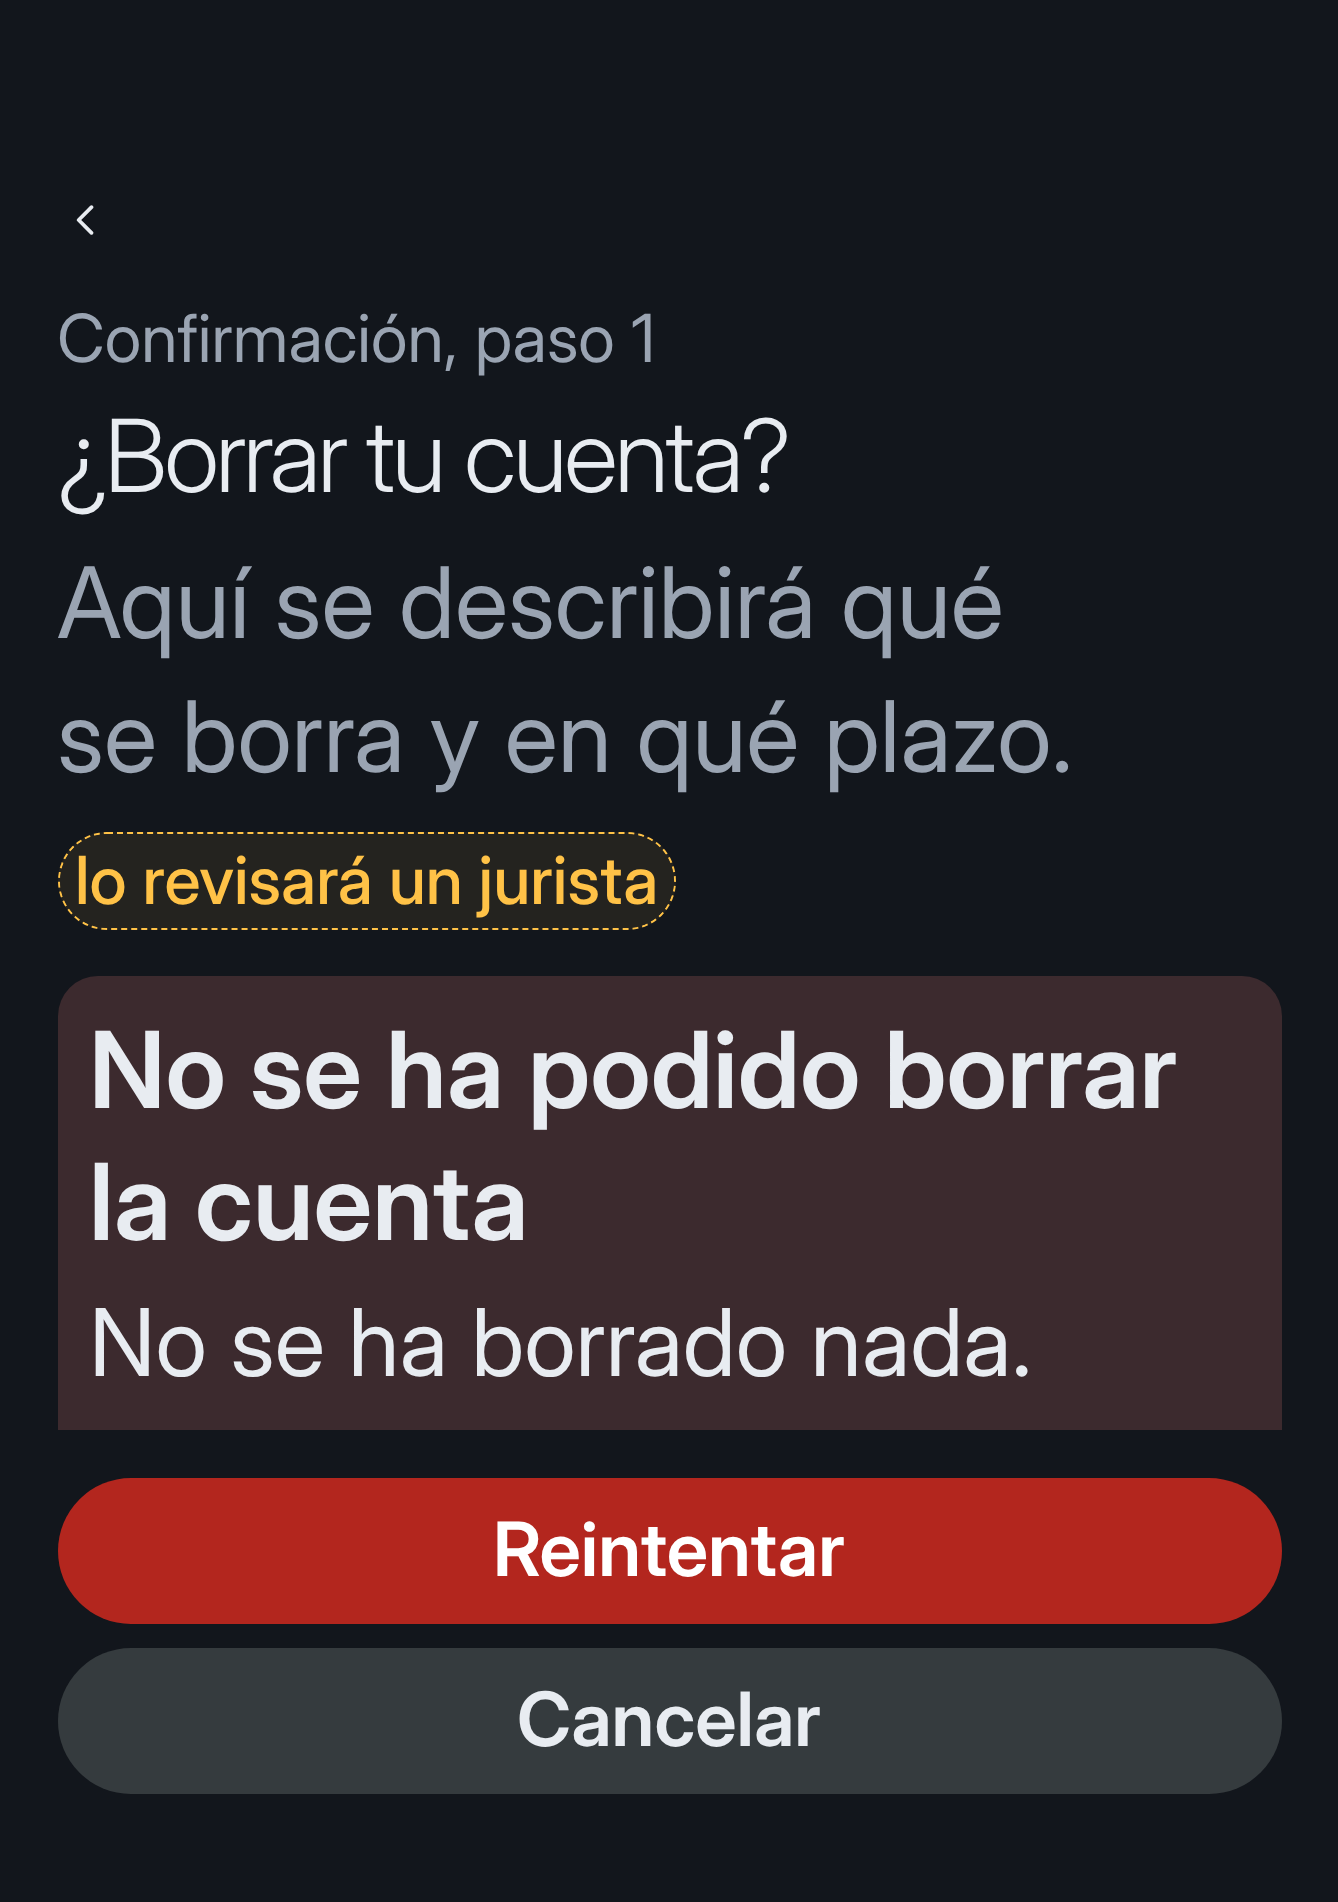 Confirmación, paso 1
¿Borrar tu cuenta?
Aquí se describirá qué
se borra y en qué plazo.
lo revisará un jurista
No se ha podido borrar
la cuenta
No se ha borrado nada.
Reintentar
Cancelar